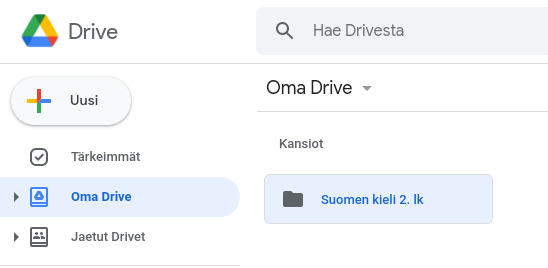 Drive
Hae Drivesta
Uusi
Oma Drive
Kansiot
Tärkeimmät
Oma Drive
Suomen kieli 2. lk
Jaetut Drivet